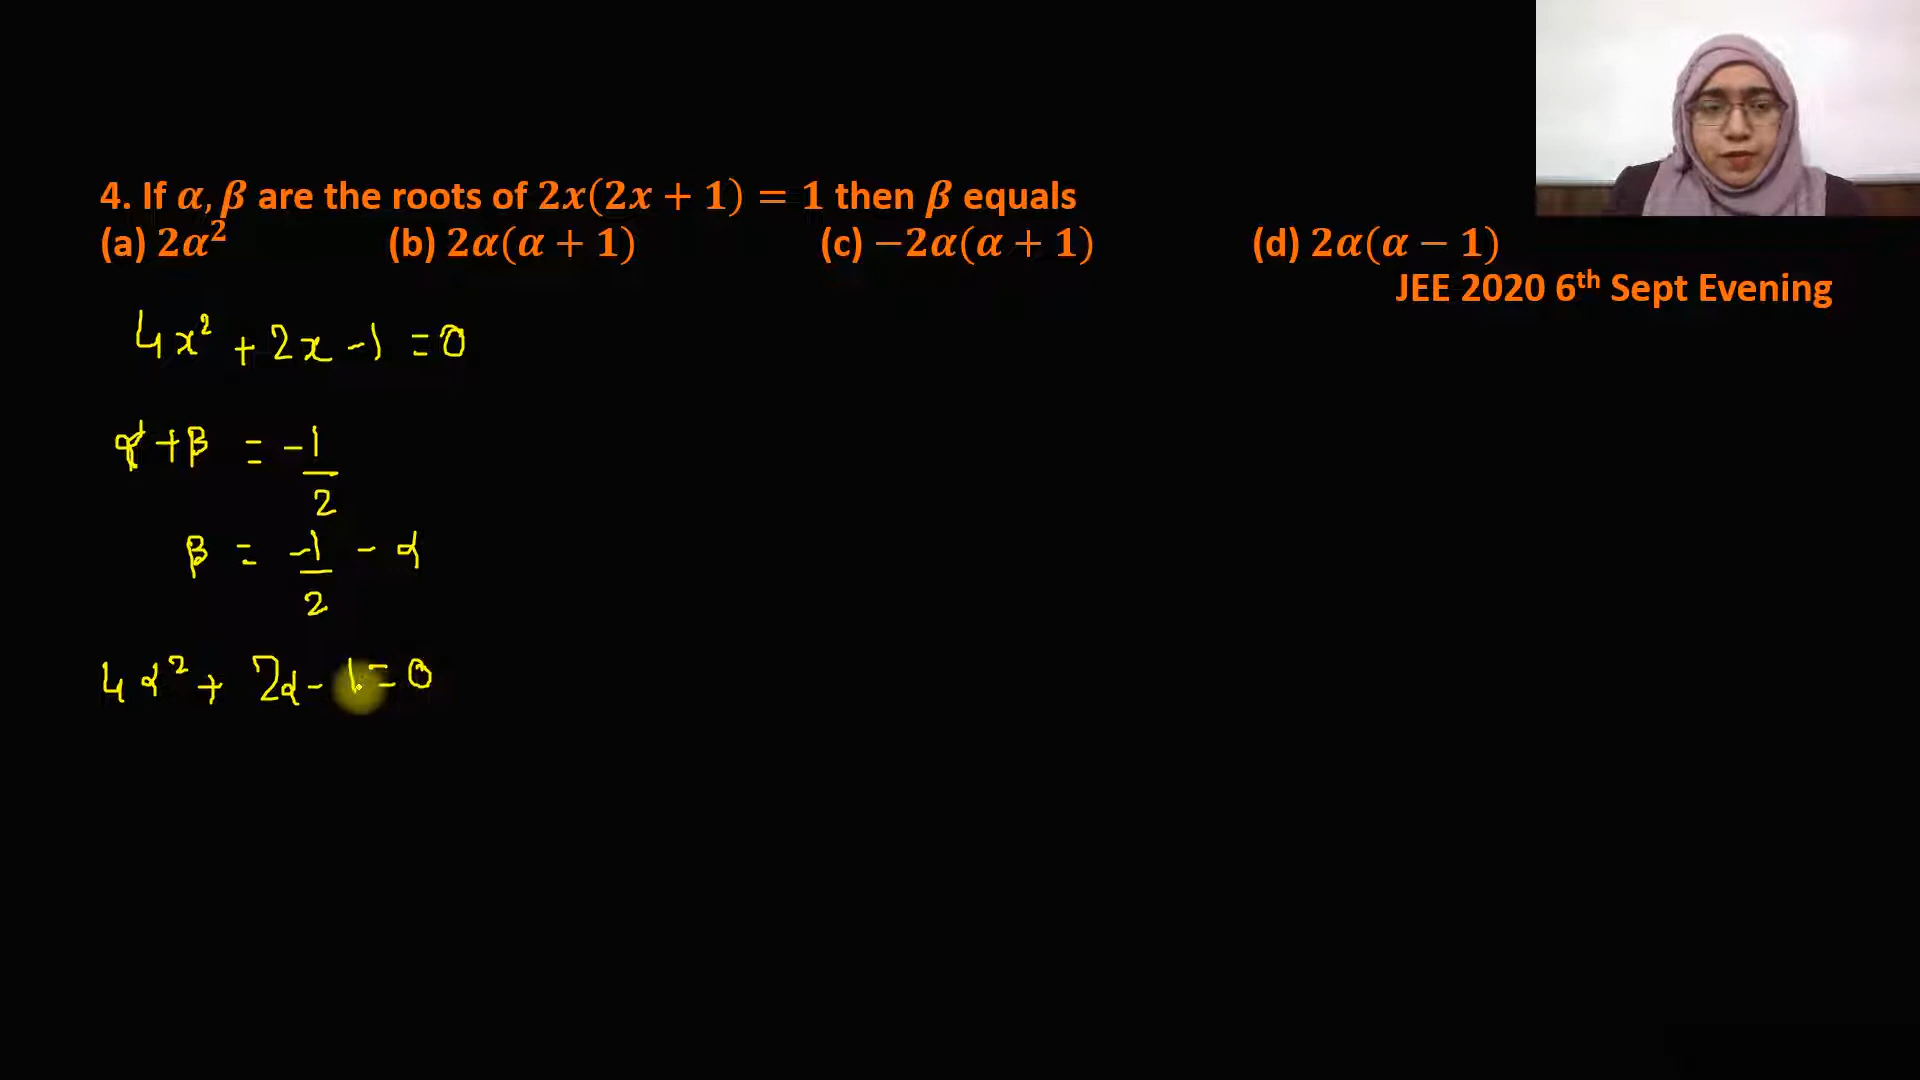 4. If α, β are the roots of 2x(2x + 1) = 1 then β equals
(a) 2α² (b) 2α(α + 1) (c) −2α(α + 1) (d) 2α(α − 1)
JEE 2020 6th Sept Evening
4x² + 2x - 1 = 0
α + β = -1/2
β = -1/2 - α
4α² + 2α - 1 = 0